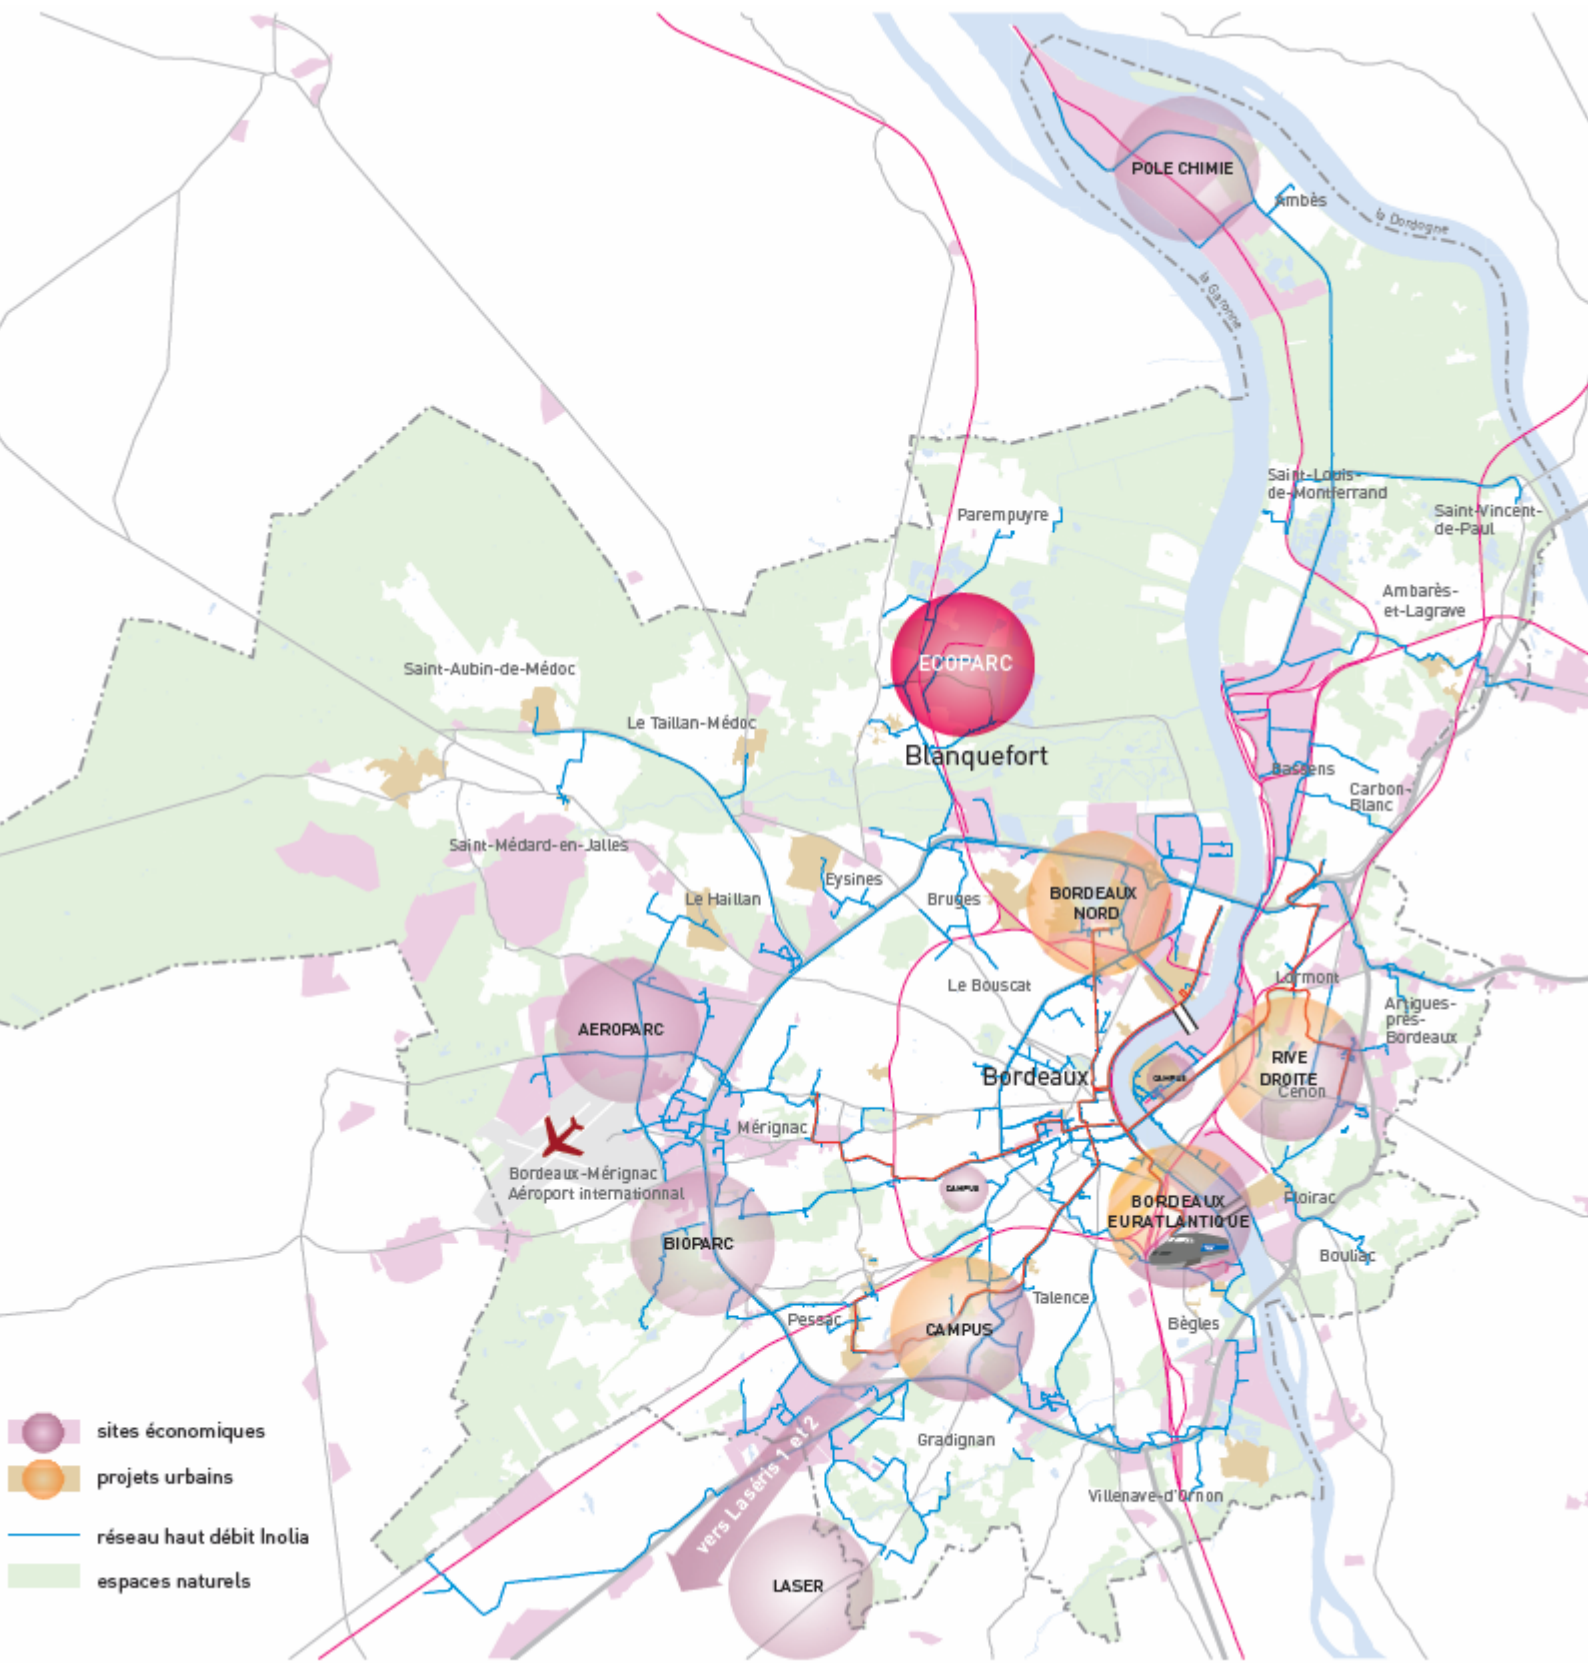 POLE CHIMIE
Ambès
la Dordogne
la Garonne
Saint-Louis-
de-Montferrand
Saint-Vincent-
de-Paul
Parempuyre
Ambarès-
et-Lagrave
ECOPARC
Saint-Aubin-de-Médoc
Le Taillan-Médoc
Blanquefort
Bassens
Carbon-
Blanc
Saint-Médard-en-Jalles
Eysines
Le Haillan
Bruges
BORDEAUX
NORD
Le Bouscat
Lormont
Artigues-
près-
Bordeaux
AEROPARC
RIVE
DROITE
Cenon
Bordeaux
CAMPUS
Mérignac
Bordeaux-Mérignac
Aéroport internationnal
CAMPUS
BORDEAUX
EURATLANTIQUE
Floirac
BIOPARC
Bouliac
Talence
Pessac
CAMPUS
Bègles
vers Laséris 1 et 2
Gradignan
Villenave-d'Ornon
LASER
sites économiques
projets urbains
réseau haut débit Inolia
espaces naturels